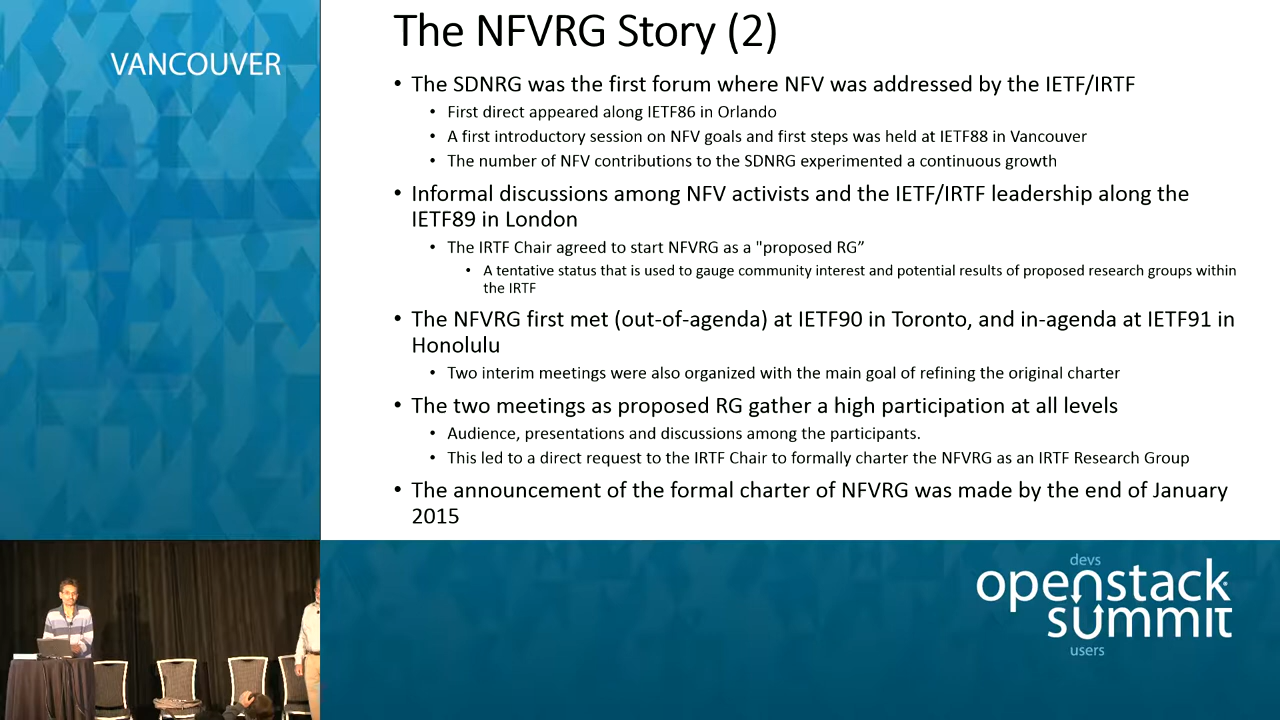 VANCOUVER
The NFVRG Story (2)
• The SDNRG was the first forum where NFV was addressed by the IETF/IRTF
• First direct appeared along IETF86 in Orlando
• A first introductory session on NFV goals and first steps was held at IETF88 in Vancouver
• The number of NFV contributions to the SDNRG experimented a continuous growth
• Informal discussions among NFV activists and the IETF/IRTF leadership along the
IETF89 in London
• The IRTF Chair agreed to start NFVRG as a "proposed RG”
• A tentative status that is used to gauge community interest and potential results of proposed research groups within
the IRTF
• The NFVRG first met (out-of-agenda) at IETF90 in Toronto, and in-agenda at IETF91 in
Honolulu
• Two interim meetings were also organized with the main goal of refining the original charter
• The two meetings as proposed RG gather a high participation at all levels
• Audience, presentations and discussions among the participants.
• This led to a direct request to the IRTF Chair to formally charter the NFVRG as an IRTF Research Group
• The announcement of the formal charter of NFVRG was made by the end of January
2015
devs
openstack
summit
users